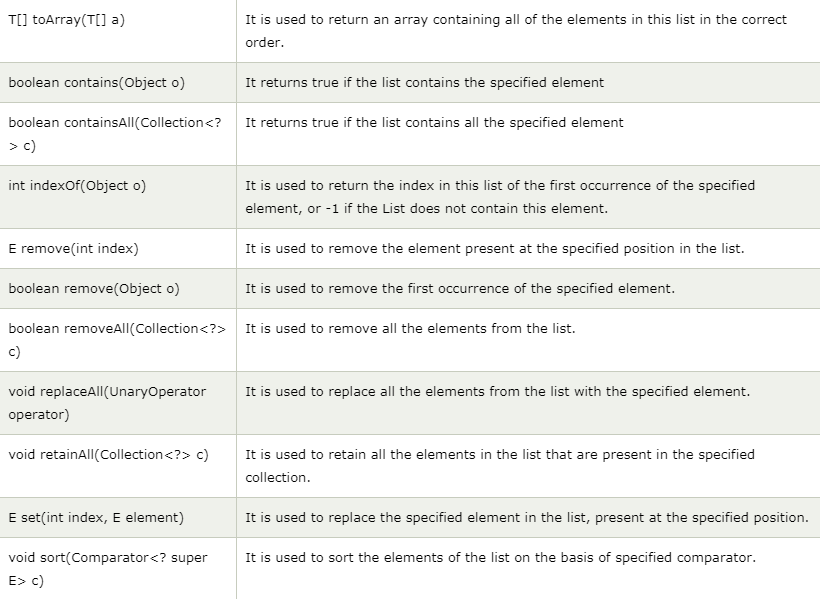 T[] toArray(T[] a)
It is used to return an array containing all of the elements in this list in the correct
order.
boolean contains(Object o)
It returns true if the list contains the specified element
boolean containsAll(Collection<?
> c)
It returns true if the list contains all the specified element
int indexOf(Object o)
It is used to return the index in this list of the first occurrence of the specified
element, or -1 if the List does not contain this element.
E remove(int index)
It is used to remove the element present at the specified position in the list.
boolean remove(Object o)
It is used to remove the first occurrence of the specified element.
boolean removeAll(Collection<?>
c)
It is used to remove all the elements from the list.
void replaceAll(UnaryOperator
operator)
It is used to replace all the elements from the list with the specified element.
void retainAll(Collection<?> c)
It is used to retain all the elements in the list that are present in the specified
collection.
E set(int index, E element)
It is used to replace the specified element in the list, present at the specified position.
void sort(Comparator<? super
E> c)
It is used to sort the elements of the list on the basis of specified comparator.